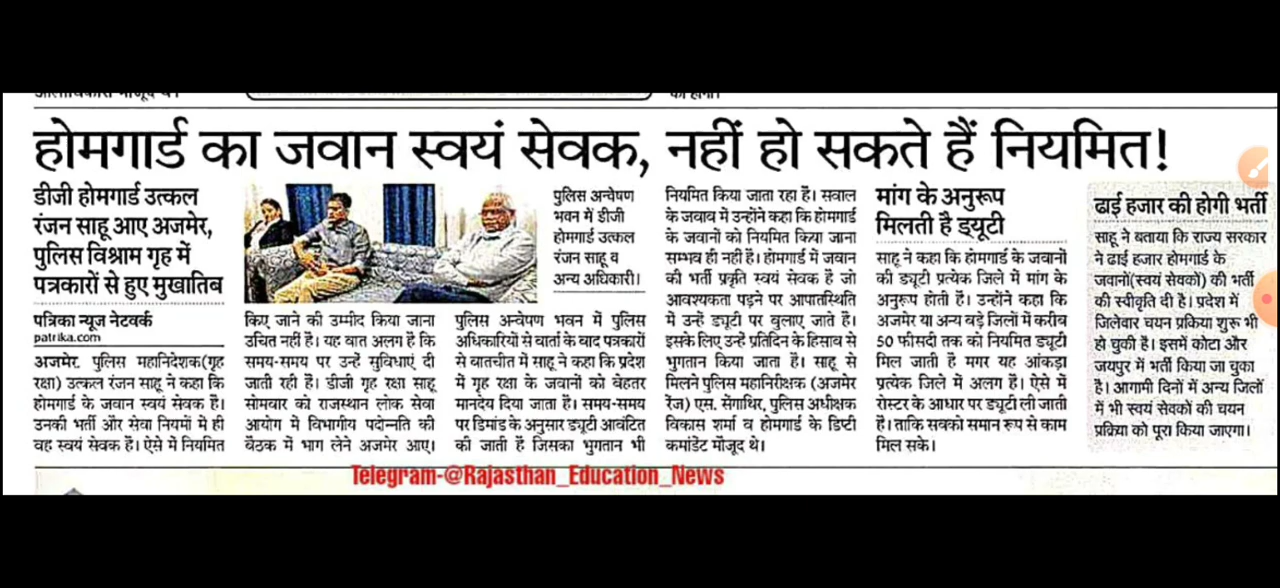 होमगार्ड का जवान स्वयं सेवक, नहीं हो सकते हैं नियमित!
डीजी होमगार्ड उत्कल
रंजन साहू आए अजमेर,
पुलिस विश्राम गृह में
पत्रकारों से हुए मुखातिब
पत्रिका न्यूज नेटवर्क
patrika.com
अजमेर. पुलिस महानिदेशक(गृह
रक्षा) उत्कल रंजन साहू ने कहा कि
होमगार्ड के जवान स्वयं सेवक है।
उनकी भर्ती और सेवा नियमों में ही
वह स्वयं सेवक है। ऐसे में नियमित
पुलिस अन्वेषण
भवन में डीजी
होमगार्ड उत्कल
रंजन साहू व
अन्य अधिकारी।
किए जाने की उम्मीद किया जाना
उचित नहीं है। यह बात अलग है कि
समय-समय पर उन्हें सुविधाएं दी
जाती रही है। डीजी गृह रक्षा साहू
सोमवार को राजस्थान लोक सेवा
आयोग में विभागीय पदोन्नति की
बैठक में भाग लेने अजमेर आए।
पुलिस अन्वेषण भवन में पुलिस
अधिकारियों से वार्ता के बाद पत्रकारों
से बातचीत में साहू ने कहा कि प्रदेश
में गृह रक्षा के जवानों को बेहतर
मानदेय दिया जाता है। समय-समय
पर डिमांड के अनुसार ड्यूटी आवंटित
की जाती है जिसका भुगतान भी
नियमित किया जाता रहा है। सवाल
के जवाब में उन्होंने कहा कि होमगार्ड
के जवानों को नियमित किया जाना
सम्भव ही नहीं है। होमगार्ड में जवान
की भर्ती प्रकृति स्वयं सेवक है जो
आवश्यकता पड़ने पर आपातस्थिति
में उन्हें ड्यूटी पर बुलाए जाते है।
इसके लिए उन्हें प्रतिदिन के हिसाब से
भुगतान किया जाता है। साहू से
मिलने पुलिस महानिरीक्षक (अजमेर
रेंज) एस. सेंगाथिर, पुलिस अधीक्षक
विकास शर्मा व होमगार्ड के डिप्टी
कमांडेंट मौजूद थे।
मांग के अनुरूप
मिलती है ड्यूटी
साहू ने कहा कि होमगार्ड के जवानों
की ड्यूटी प्रत्येक जिले में मांग के
अनुरूप होती है। उन्होंने कहा कि
अजमेर या अन्य बड़े जिलों में करीब
50 फीसदी तक को नियमित ड्यूटी
मिल जाती है मगर यह आंकड़ा
प्रत्येक जिले में अलग है। ऐसे में
रोस्टर के आधार पर ड्यूटी ली जाती
है। ताकि सबको समान रूप से काम
मिल सके।
ढाई हजार की होगी भर्ती
साहू ने बताया कि राज्य सरकार
ने ढाई हजार होमगार्ड के
जवानों(स्वयं सेवकों) की भर्ती
की स्वीकृति दी है। प्रदेश में
जिलेवार चयन प्रकिया शुरू भी
हो चुकी है। इसमें कोटा और
जयपुर में भर्ती किया जा चुका
है। आगामी दिनों में अन्य जिलों
में भी स्वयं सेवकों की चयन
प्रक्रिया को पूरा किया जाएगा।
Telegram-@Rajasthan_Education_News